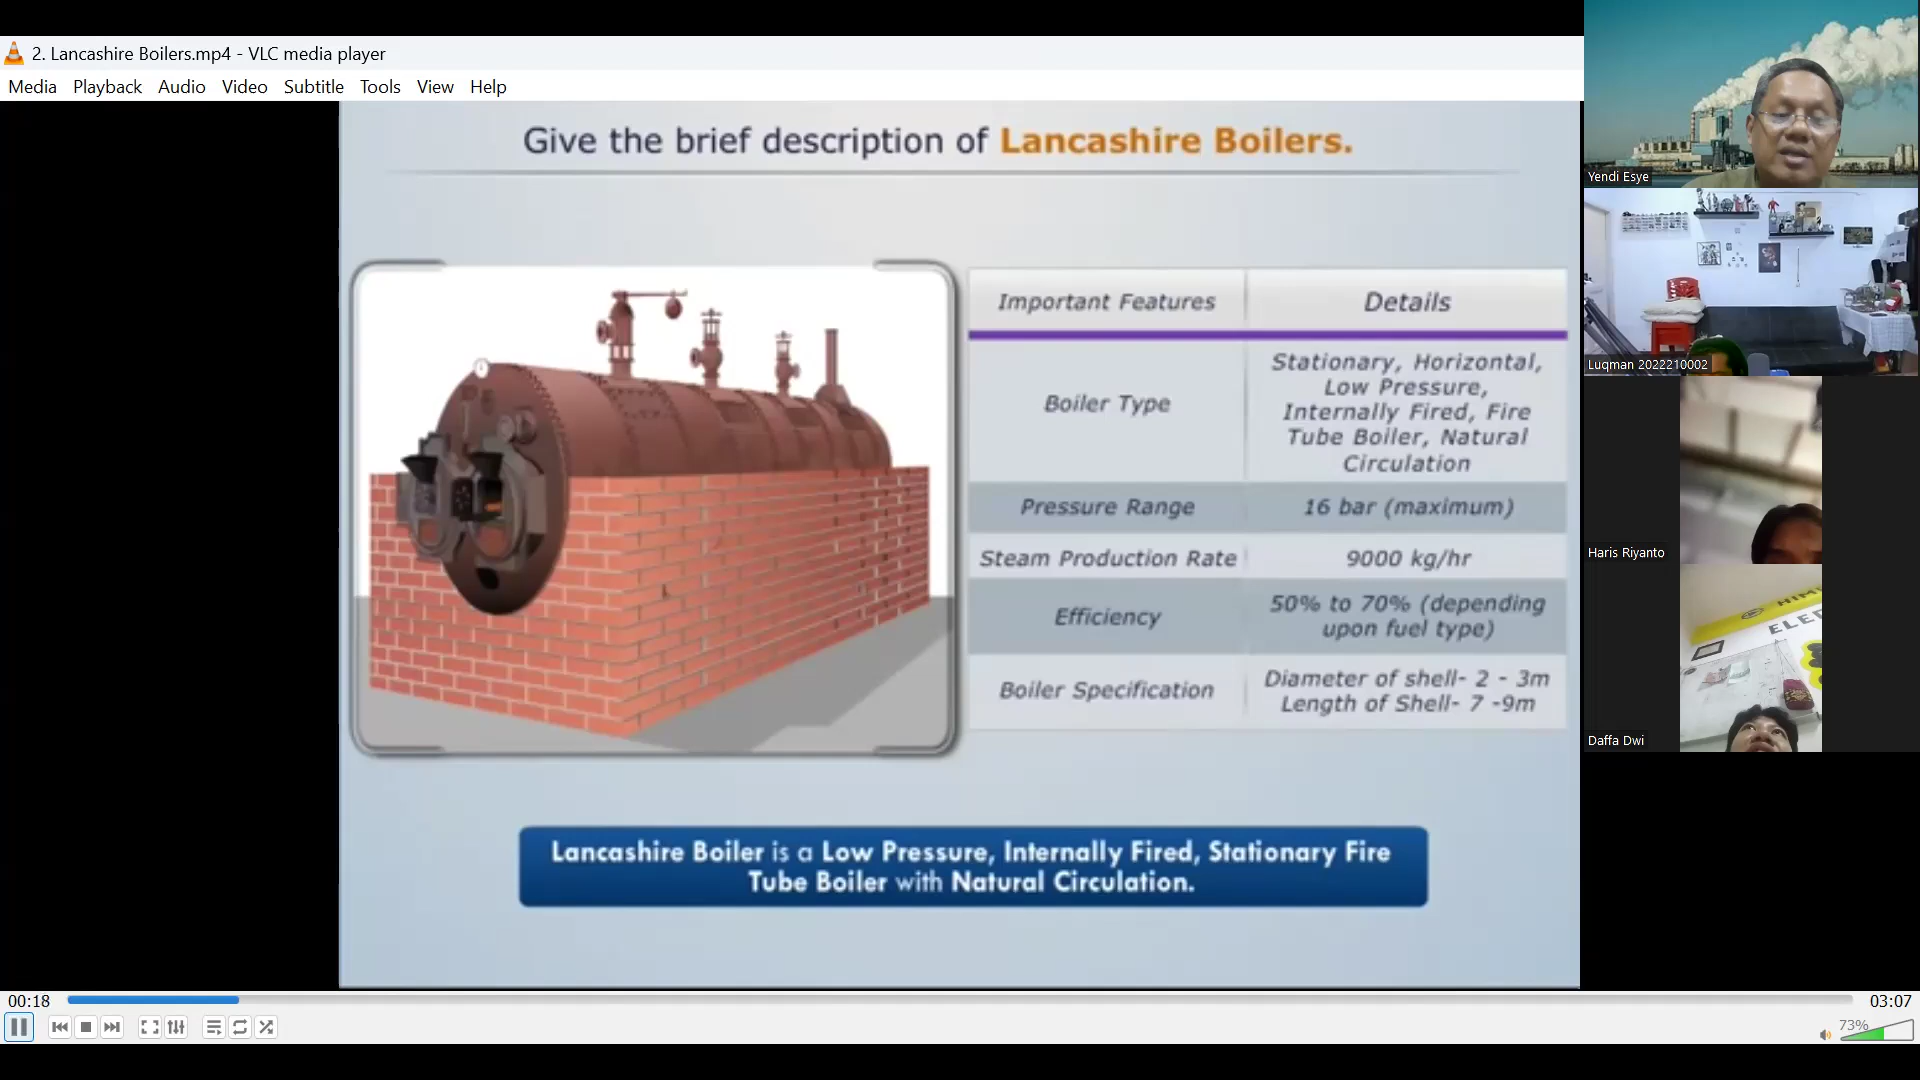 2. Lancashire Boilers.mp4 - VLC media player
Media Playback Audio Video Subtitle Tools View Help
Give the brief description of Lancashire Boilers.
Important Features Details
Boiler Type
Stationary, Horizontal,
Low Pressure,
Internally Fired, Fire
Tube Boiler, Natural
Circulation
Pressure Range 16 bar (maximum)
Steam Production Rate 9000 kg/hr
Efficiency
50% to 70% (depending
upon fuel type)
Boiler Specification
Diameter of shell- 2 - 3m
Length of Shell- 7 -9m
Lancashire Boiler is a Low Pressure, Internally Fired, Stationary Fire
Tube Boiler with Natural Circulation.
00:18
03:07
73%
Yendi Esye
Luqman 2022210002
Haris Riyanto
Daffa Dwi